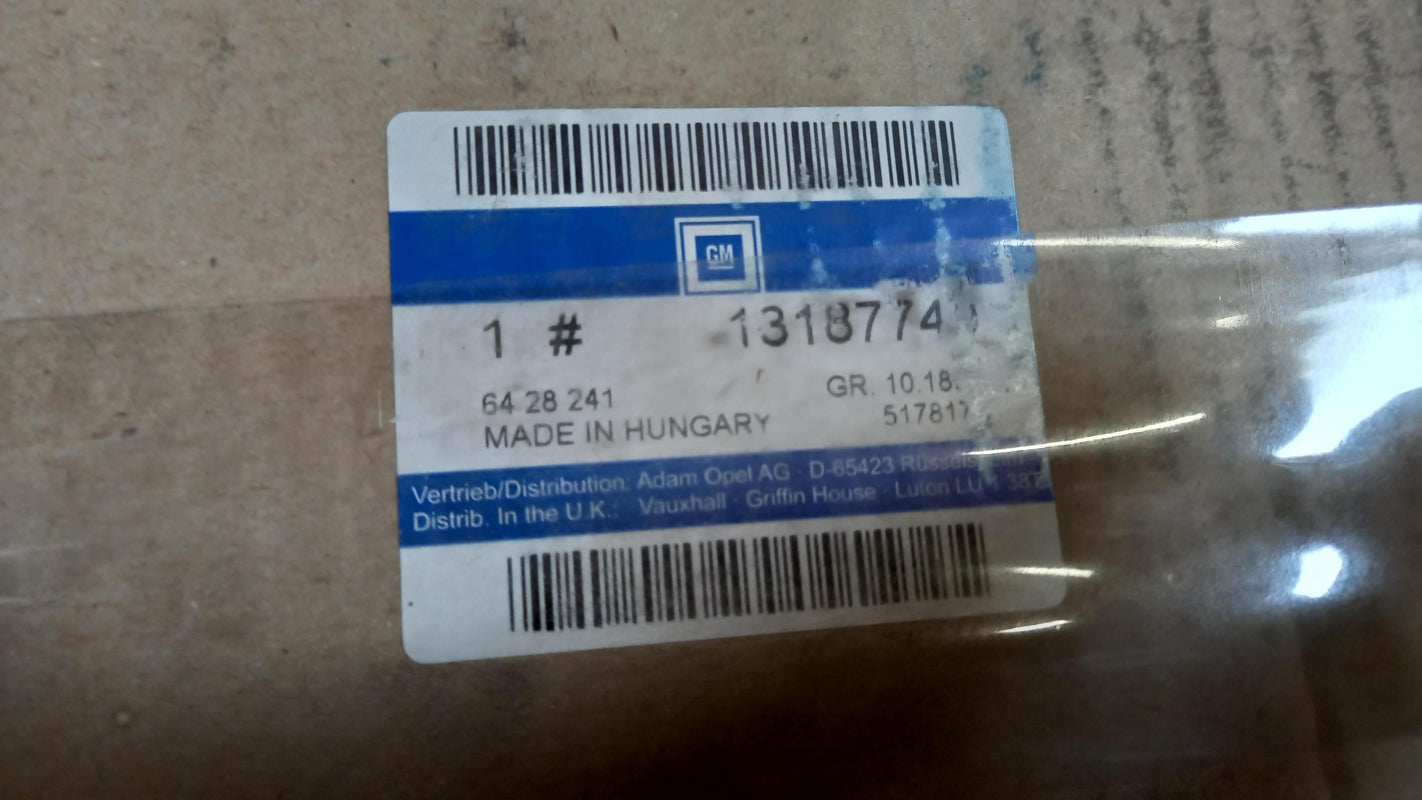 GM
1 # 1318774
64 28 241 GR. 10.18.
MADE IN HUNGARY 517817
Vertrieb/Distribution: Adam Opel AG · D-65423
Distrib. In the U.K.: Vauxhall · Griffin House · Luton